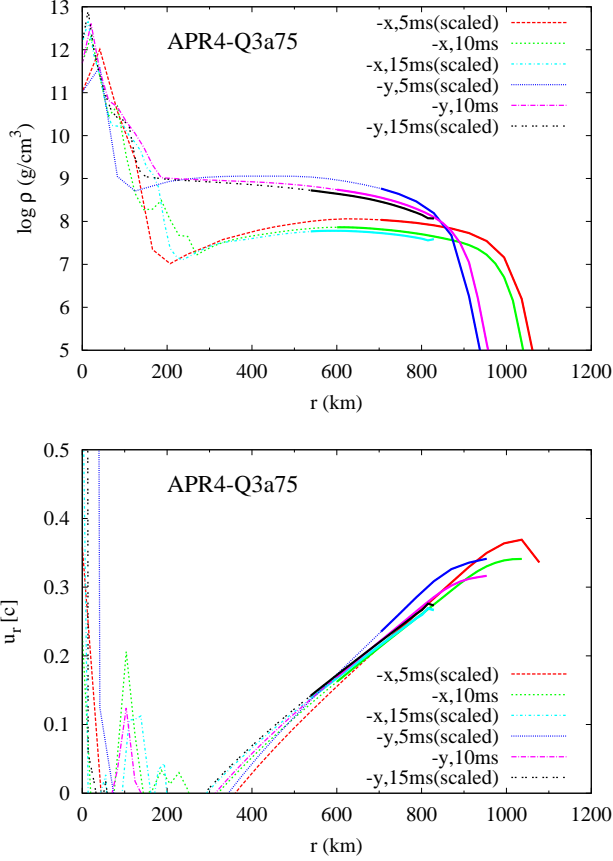 13
12
11
10
9
8
7
6
5
log ρ (g/cm³)
APR4-Q3a75
-x,5ms(scaled)
-x,10ms
-x,15ms(scaled)
-y,5ms(scaled)
-y,10ms
-y,15ms(scaled)
0 200 400 600 800 1000 1200
r (km)
0.5
0.4
0.3
0.2
0.1
0
u_r [c]
APR4-Q3a75
-x,5ms(scaled)
-x,10ms
-x,15ms(scaled)
-y,5ms(scaled)
-y,10ms
-y,15ms(scaled)
0 200 400 600 800 1000 1200
r (km)